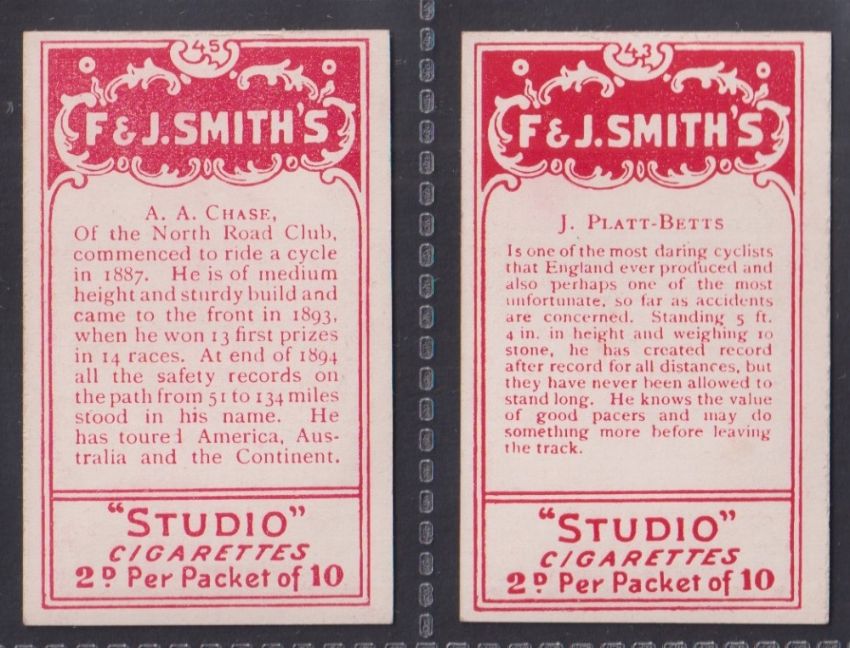 45
F & J. SMITH'S
A. A. CHASE,
Of the North Road Club,
commenced to ride a cycle
in 1887. He is of medium
height and sturdy build and
came to the front in 1893,
when he won 13 first prizes
in 14 races. At end of 1894
all the safety records on
the path from 51 to 134 miles
stood in his name. He
has toured America, Aus-
tralia and the Continent.
"STUDIO"
CIGARETTES
2D Per Packet of 10
43
F & J. SMITH'S
J. PLATT-BETTS
Is one of the most daring cyclists
that England ever produced and
also perhaps one of the most
unfortunate, so far as accidents
are concerned. Standing 5 ft.
4 in. in height and weighing 10
stone, he has created record
after record for all distances, but
they have never been allowed to
stand long. He knows the value
of good pacers and may do
something more before leaving
the track.
"STUDIO"
CIGARETTES
2D Per Packet of 10